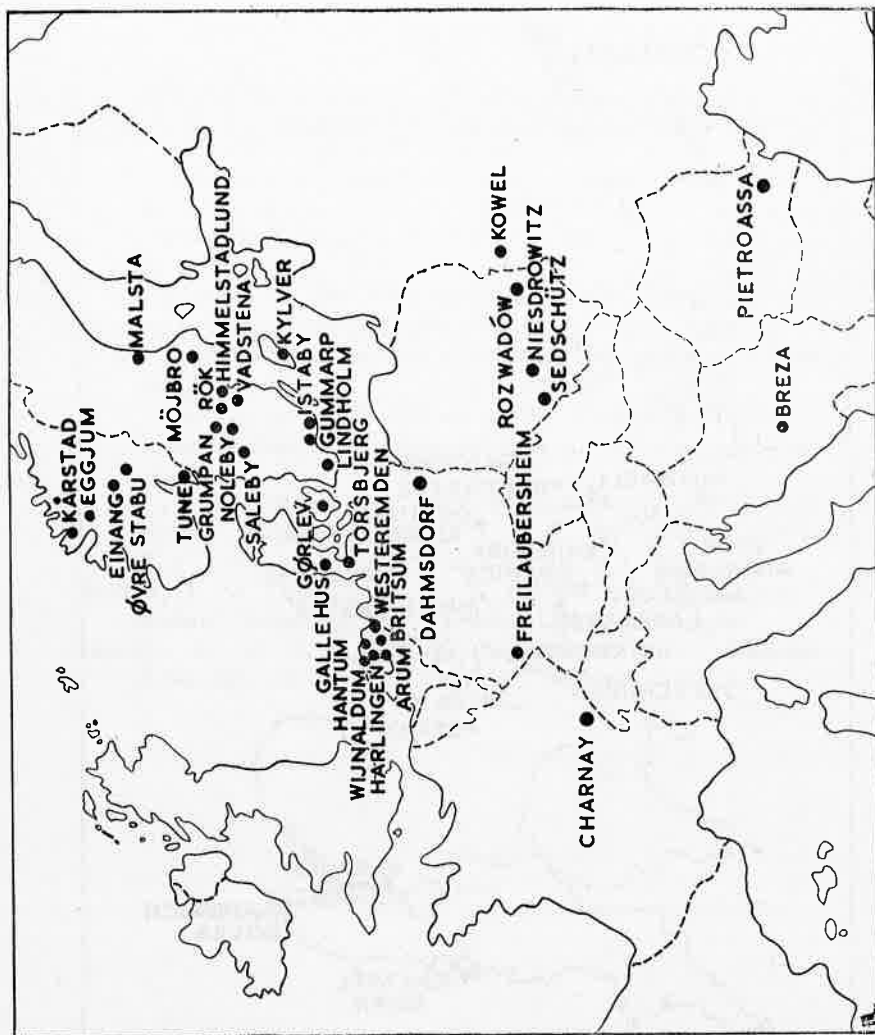 KÅRSTAD
EGGJUM
EINANG
ØVRE STABU
MALSTA
TUNE
MÖJBRO
GRUMPAN
RÖK
HIMMELSTADLUND
NOLEBY
VADSTENA
SALEBY
KYLVER
ISTABY
GUMMARP
LINDHOLM
GØRLEV
GALLEHUS
TORSBJERG
HANTUM
WIJNALDUM
WESTEREMDEN
HARLINGEN
BRITSUM
ARUM
DAHMSDORF
KOWEL
ROZWADÓW
NIESDROWITZ
SEDSCHÜTZ
FREILAUBERSHEIM
CHARNAY
PIETROASSA
BREZA